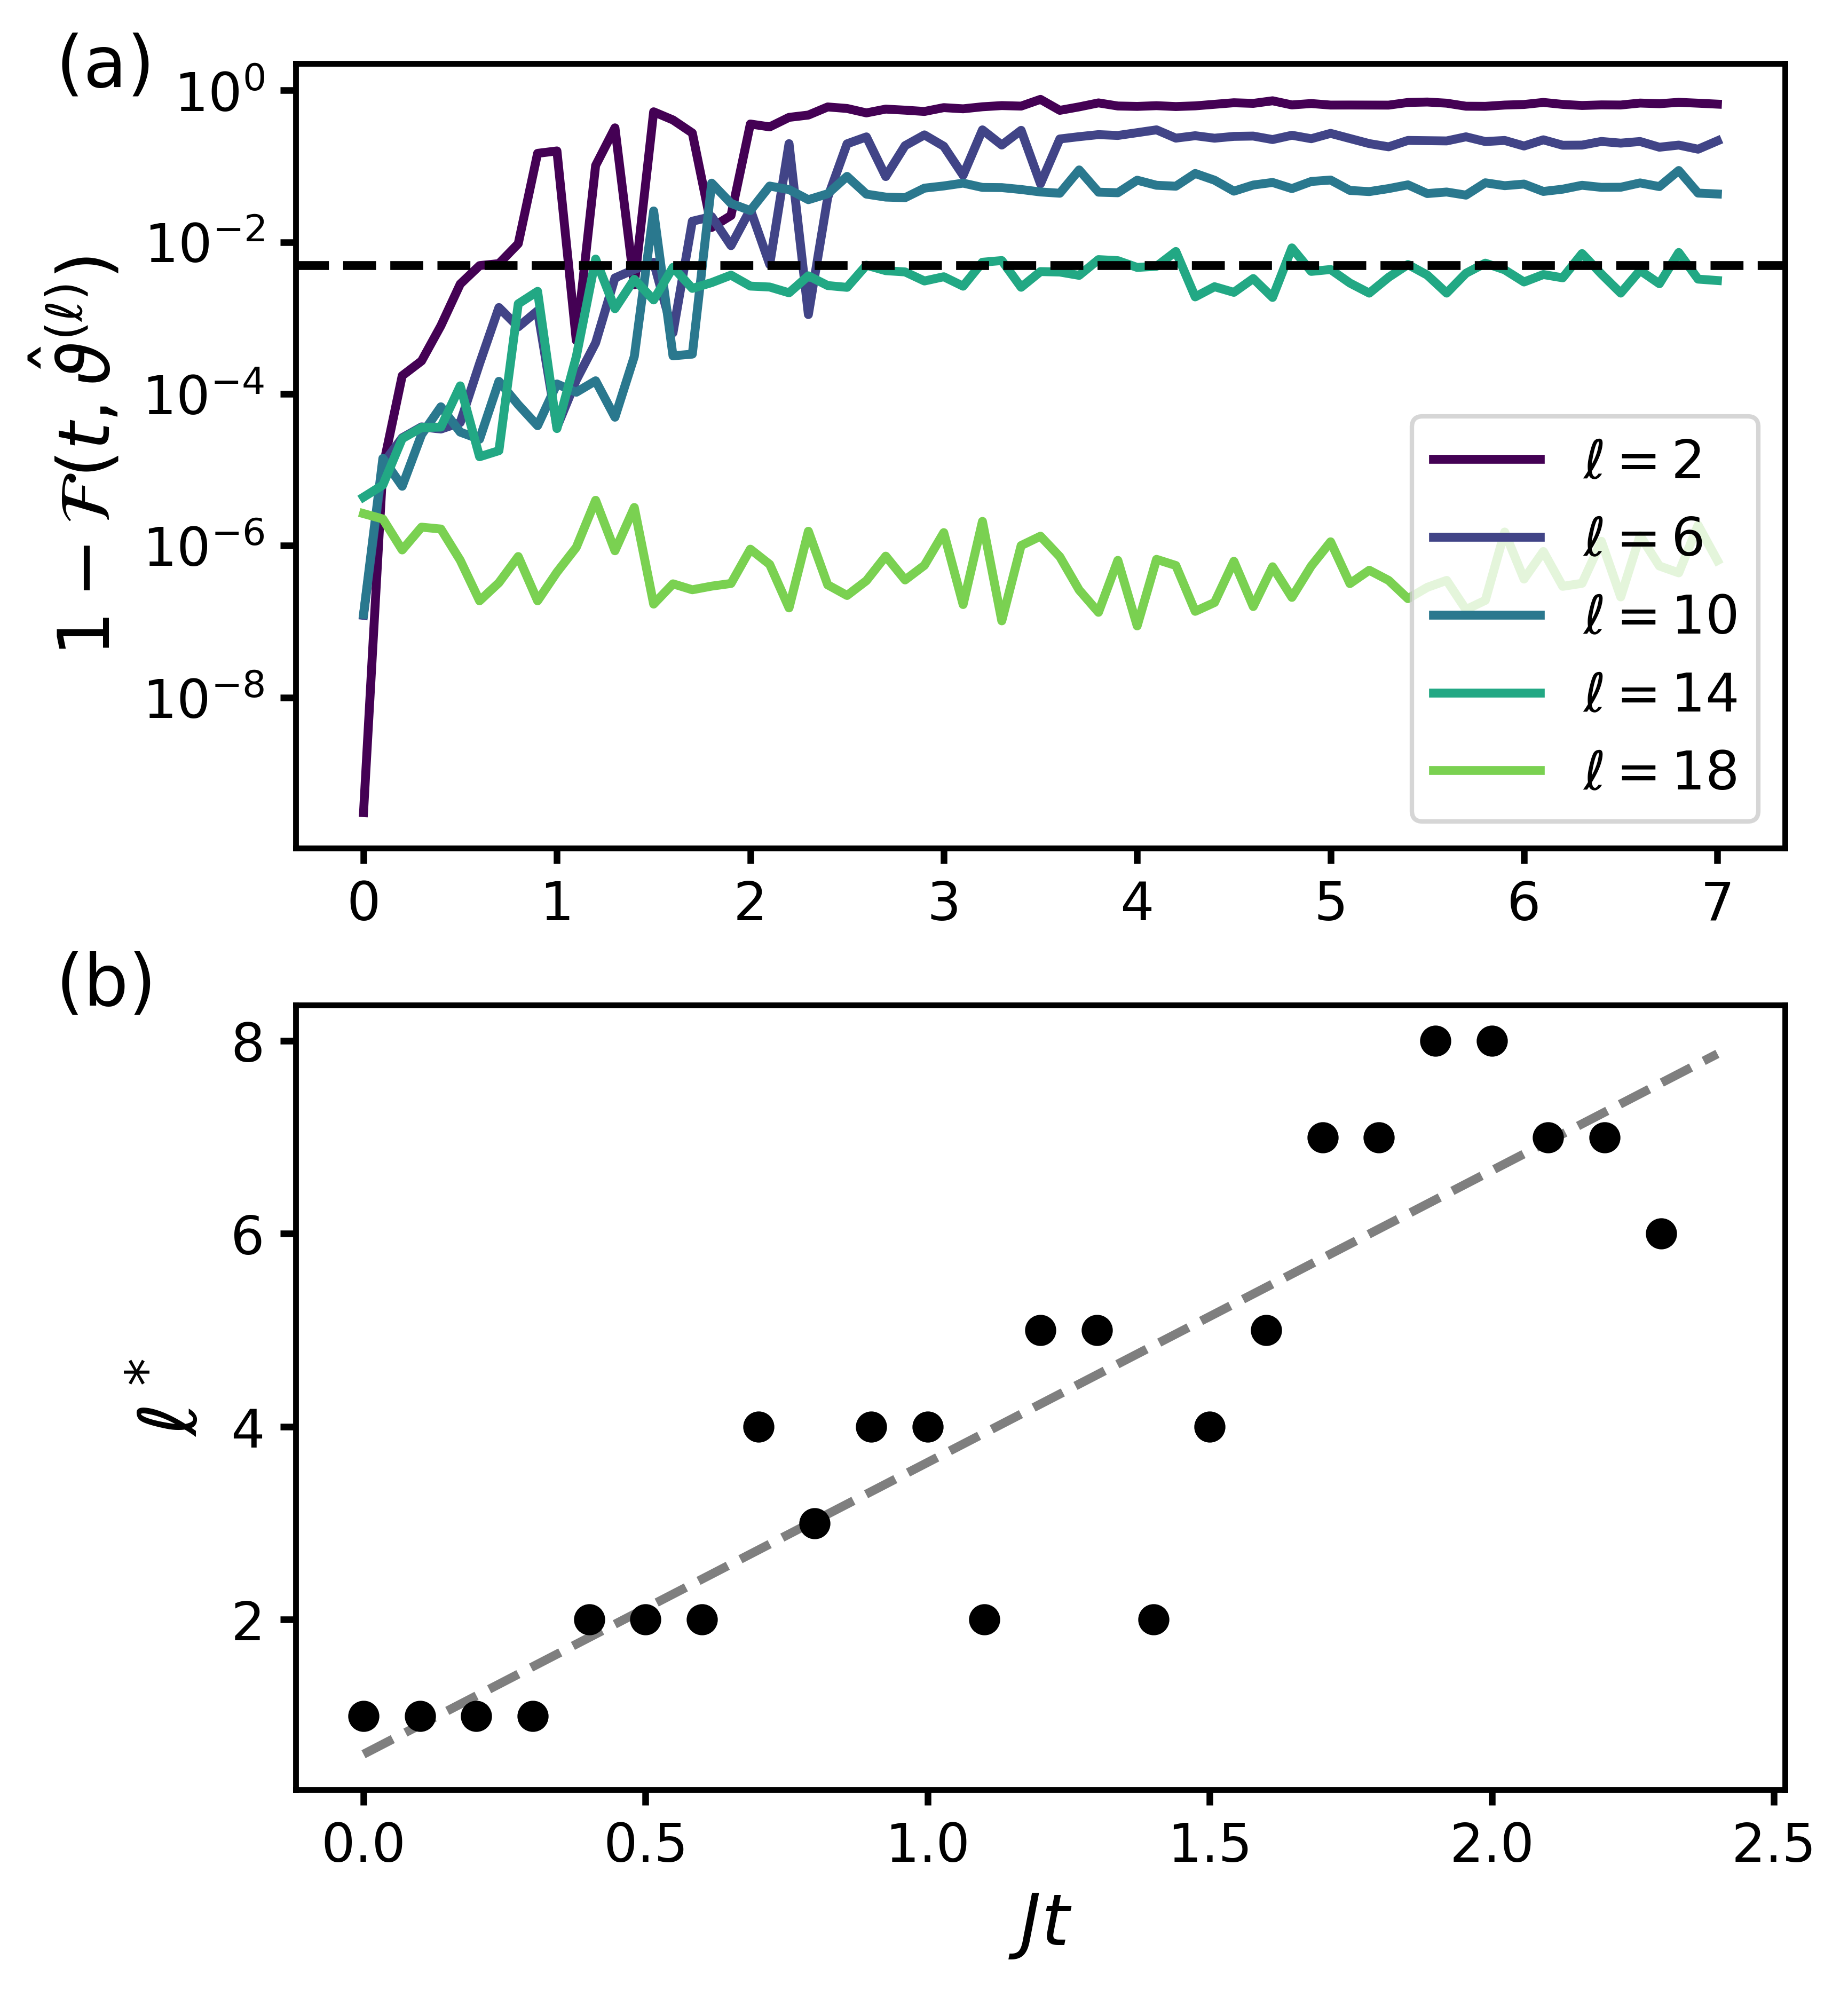 (a)
1 − 𝓕(t, ϑ̂^(ℓ))
10⁰
10⁻²
10⁻⁴
10⁻⁶
10⁻⁸
ℓ = 2
ℓ = 6
ℓ = 10
ℓ = 14
ℓ = 18
0 1 2 3 4 5 6 7
(b)
ℓ*
8
6
4
2
0.0 0.5 1.0 1.5 2.0 2.5
Jt